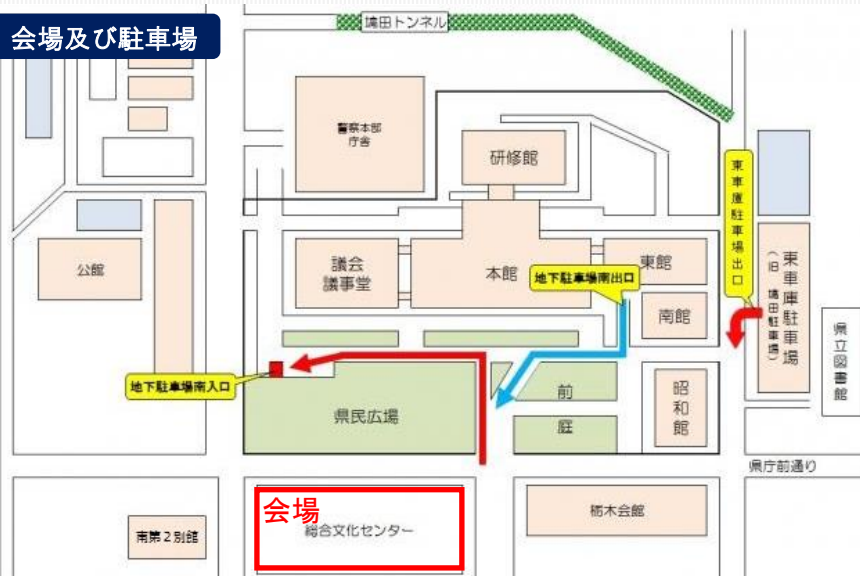 会場及び駐車場
塙田トンネル
警察本部
庁舎
研修館
東車庫駐車場出口
公館
議会
議事堂
本館
地下駐車場南出口
東館
南館
東車庫駐車場
(旧 塙田駐車場)
県立図書館
地下駐車場南入口
県民広場
前
庭
昭和館
県庁前通り
会場
総合文化センター
栃木会館
南第2別館